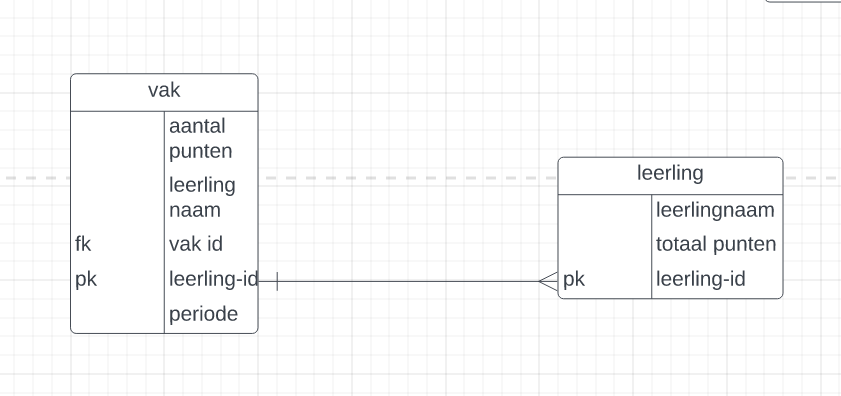 vak
aantal
punten
leerling
naam
fk vak id
pk leerling-id
periode
leerling
leerlingnaam
totaal punten
pk leerling-id